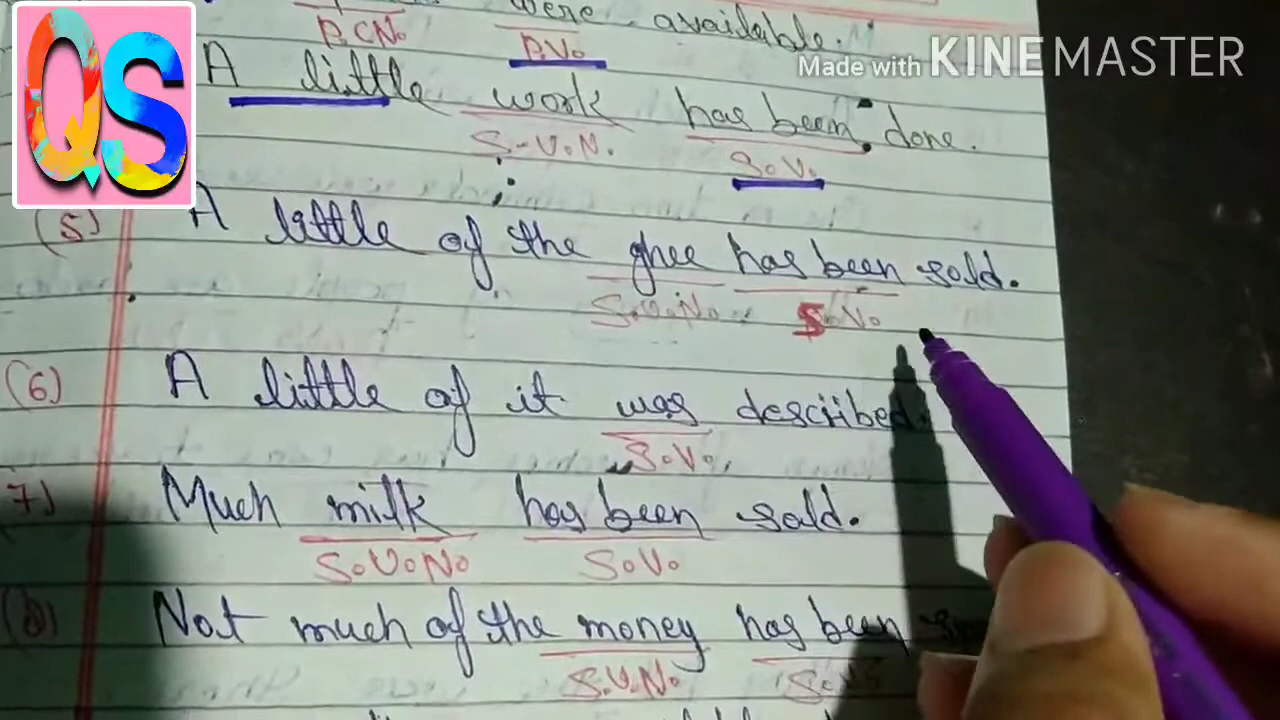 were available.
P.C.N. P.V.
QS
Made with KINEMASTER
A little work has been done.
S.U.N. S.V.
(5) A little of the ghee has been sold.
S.U.N. S.V.
(6) A little of it was described.
S.V.
7) Much milk has been sold.
S.U.N. S.V.
(8) Not much of the money has been
S.U.N. S.V.